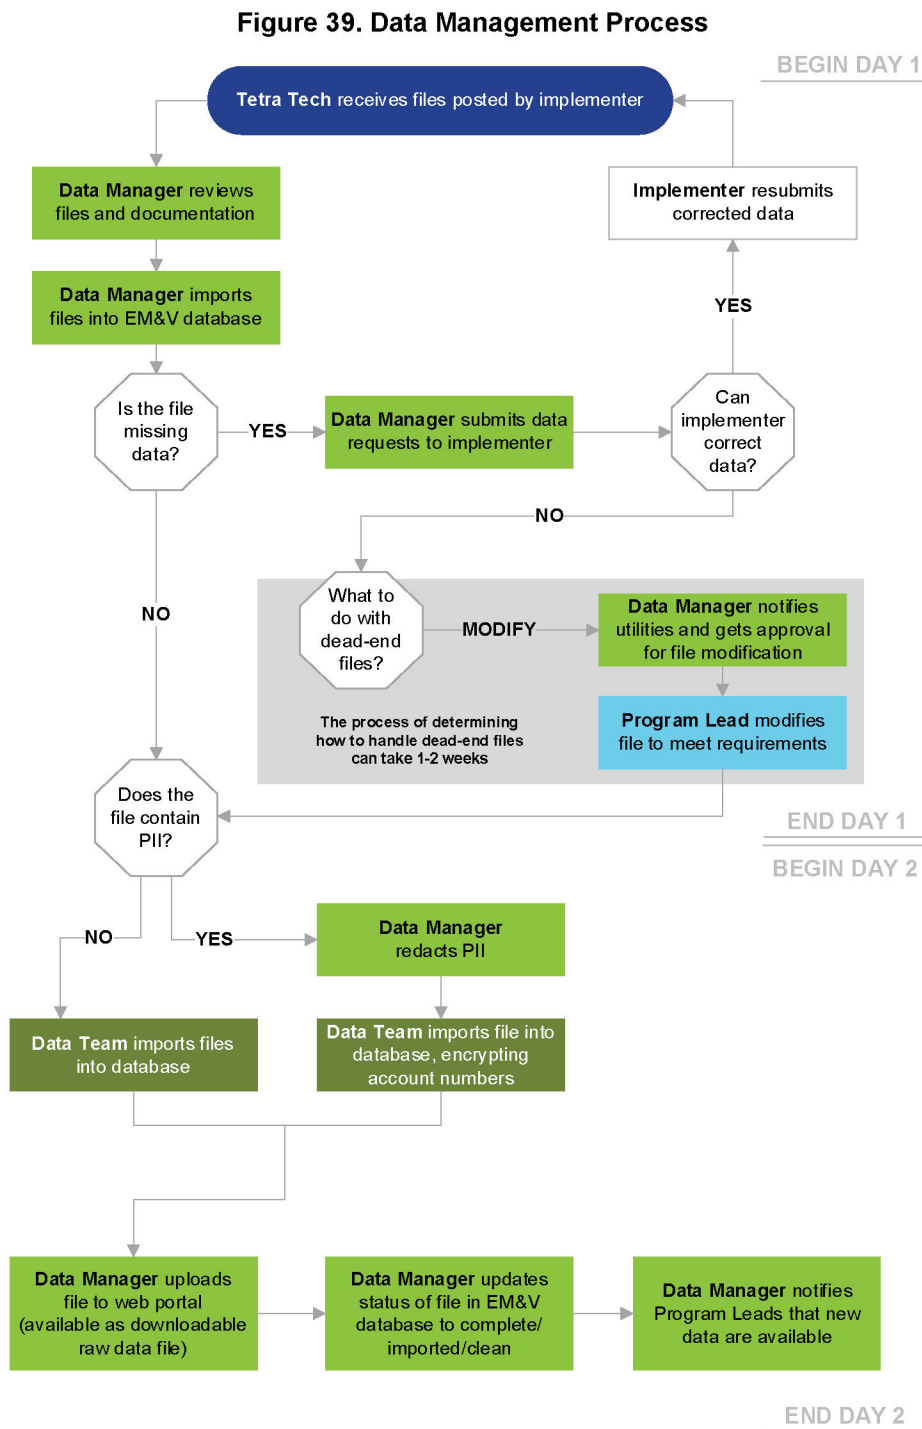 Figure 39. Data Management Process
BEGIN DAY 1
Tetra Tech receives files posted by implementer
Data Manager reviews
files and documentation
Implementer resubmits
corrected data
Data Manager imports
files into EM&V database
YES
Is the file
missing
data?
YES
Data Manager submits data
requests to implementer
Can
implementer
correct
data?
NO
NO
What to
do with
dead-end
files?
MODIFY
Data Manager notifies
utilities and gets approval
for file modification
The process of determining
how to handle dead-end files
can take 1-2 weeks
Program Lead modifies
file to meet requirements
Does the
file contain
PII?
END DAY 1
BEGIN DAY 2
NO
YES
Data Manager
redacts PII
Data Team imports files
into database
Data Team imports file into
database, encrypting
account numbers
Data Manager uploads
file to web portal
(available as downloadable
raw data file)
Data Manager updates
status of file in EM&V
database to complete/
imported/clean
Data Manager notifies
Program Leads that new
data are available
END DAY 2